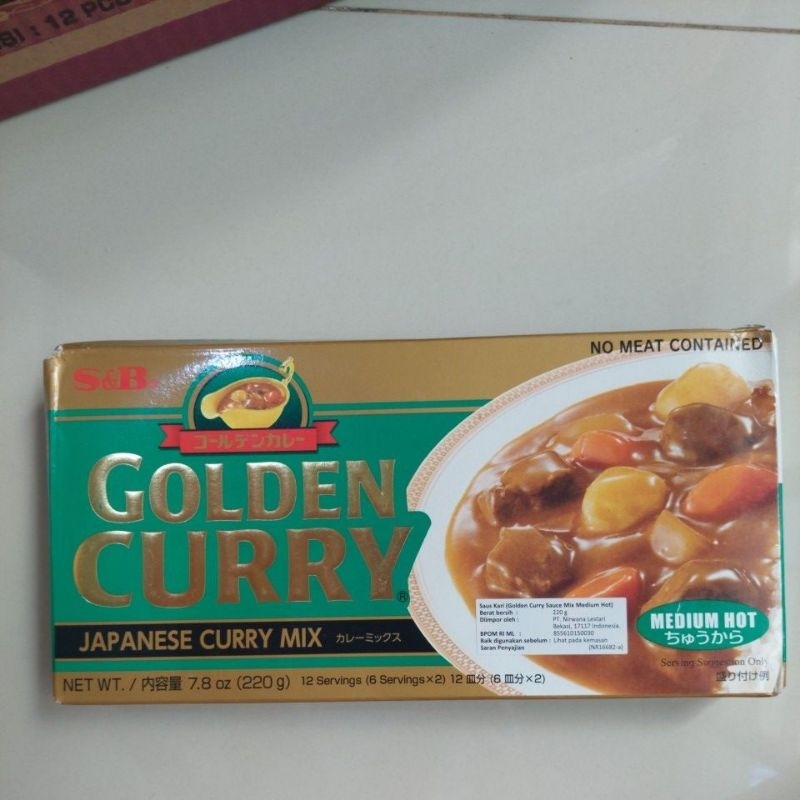 SI : 12 PCS
NO MEAT CONTAINED
S&B®
ゴールデンカレー
GOLDEN
CURRY®
JAPANESE CURRY MIX カレーミックス
NET WT. / 内容量 7.8 oz (220 g) 12 Servings (6 Servings×2) 12 皿分 (6 皿分×2)
Saus Kari (Golden Curry Sauce Mix Medium Hot)
Berat bersih : 220 g
Diimpor oleh : PT. Nirwana Lestari
Bekasi, 17117 Indonesia.
BPOM RI ML : 855610150030
Baik digunakan sebelum : Lihat pada kemasan
Saran Penyajian (NR16682-a)
MEDIUM HOT
ちゅうから
Serving Suggestion Only
盛り付け例